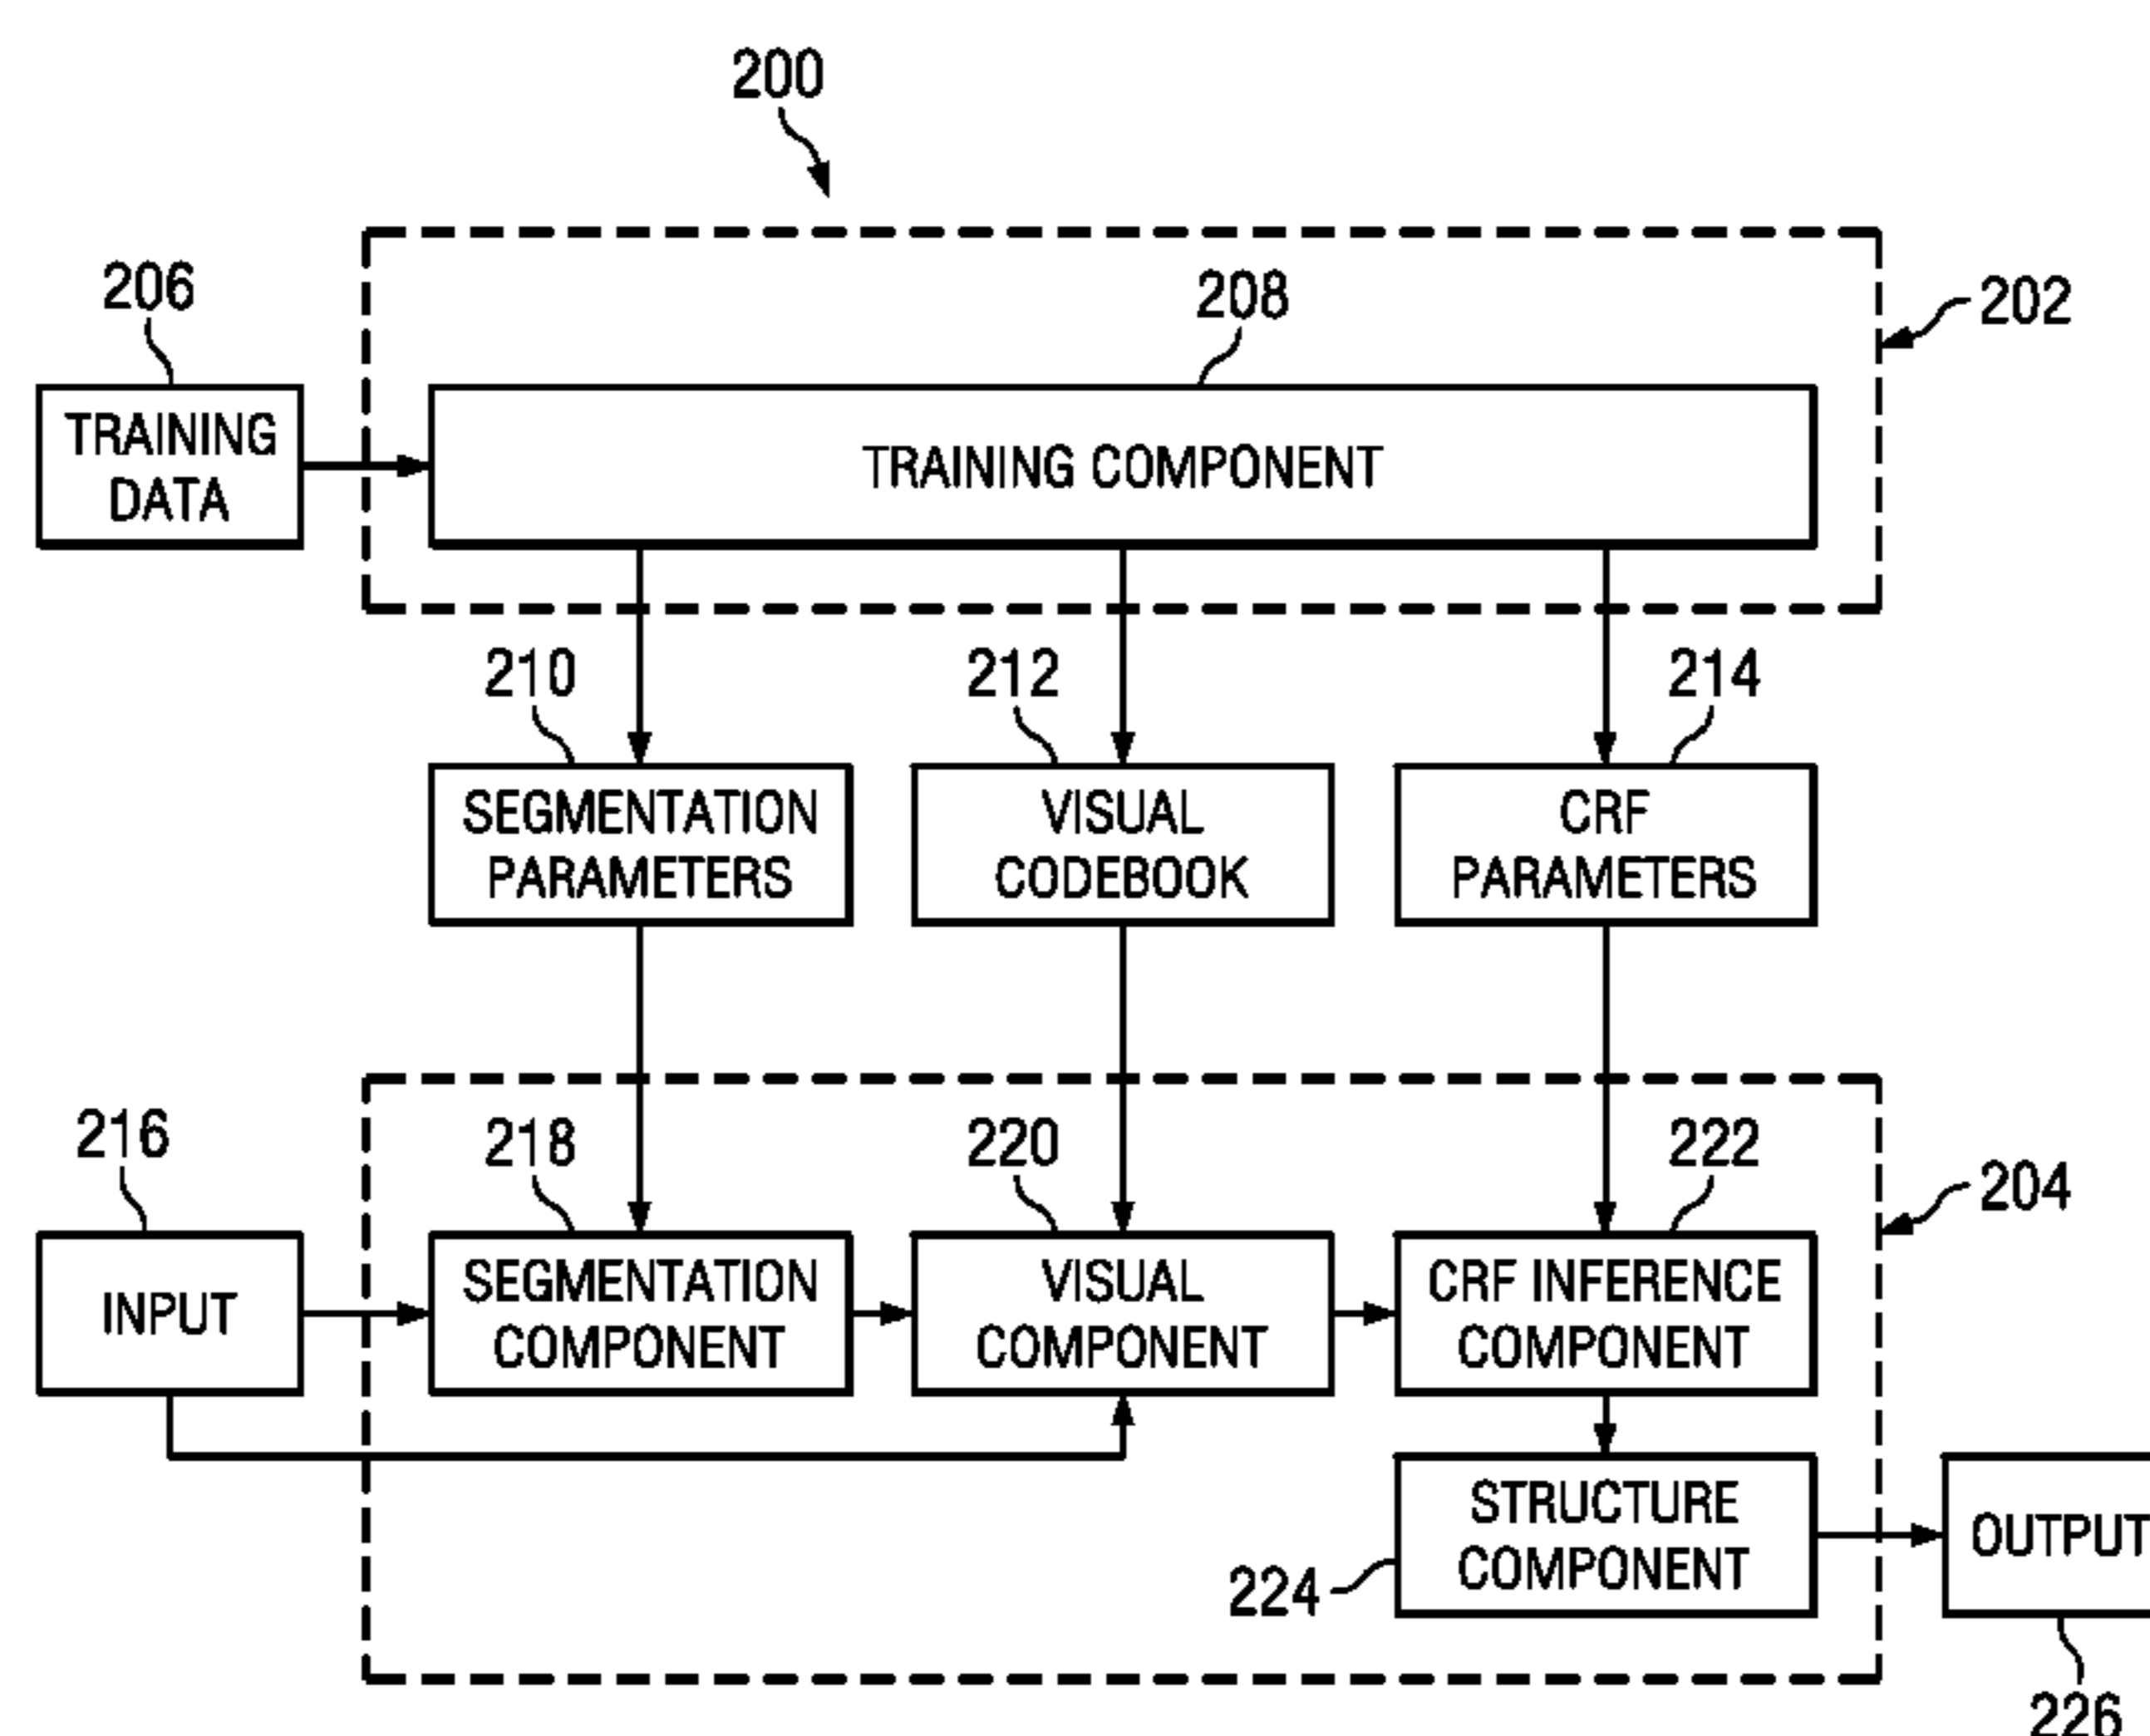 200
202
206
208
TRAINING
DATA
TRAINING COMPONENT
210
212
214
SEGMENTATION
PARAMETERS
VISUAL
CODEBOOK
CRF
PARAMETERS
216
218
220
222
204
INPUT
SEGMENTATION
COMPONENT
VISUAL
COMPONENT
CRF INFERENCE
COMPONENT
STRUCTURE
COMPONENT
224
OUTPUT
226